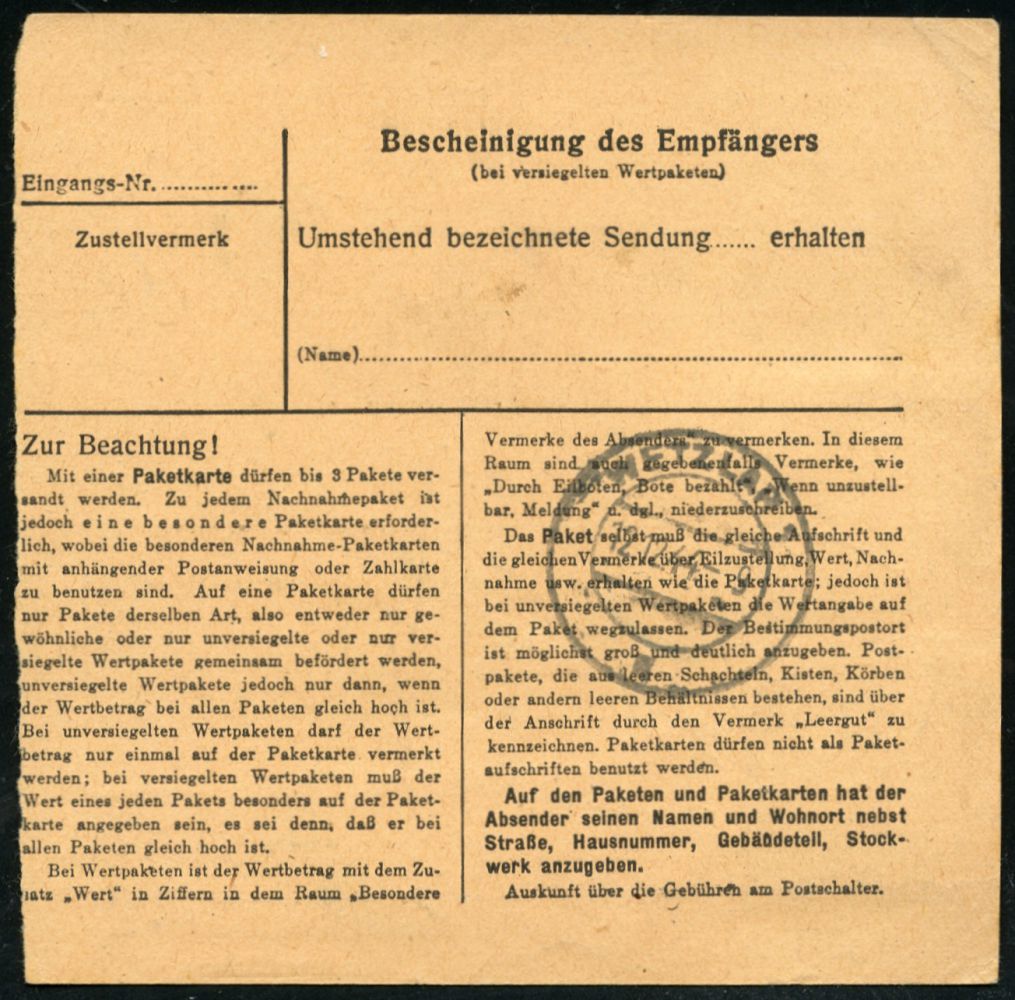 Eingangs-Nr. ................
Zustellvermerk
Bescheinigung des Empfängers
(bei versiegelten Wertpaketen)
Umstehend bezeichnete Sendung...... erhalten
(Name)................................................................
Zur Beachtung!
Mit einer Paketkarte dürfen bis 3 Pakete ver-
sandt werden. Zu jedem Nachnahmepaket ist
jedoch eine besondere Paketkarte erforder-
lich, wobei die besonderen Nachnahme-Paketkarten
mit anhängender Postanweisung oder Zahlkarte
zu benutzen sind. Auf eine Paketkarte dürfen
nur Pakete derselben Art, also entweder nur ge-
wöhnliche oder nur unversiegelte oder nur ver-
siegelte Wertpakete gemeinsam befördert werden,
unversiegelte Wertpakete jedoch nur dann, wenn
der Wertbetrag bei allen Paketen gleich hoch ist.
Bei unversiegelten Wertpaketen darf der Wert-
betrag nur einmal auf der Paketkarte vermerkt
werden; bei versiegelten Wertpaketen muß der
Wert eines jeden Pakets besonders auf der Paket-
karte angegeben sein, es sei denn, daß er bei
allen Paketen gleich hoch ist.
Bei Wertpaketen ist der Wertbetrag mit dem Zu-
satz „Wert“ in Ziffern in dem Raum „Besondere
Vermerke des Absenders“ zu vermerken. In diesem
Raum sind auch gegebenenfalls Vermerke, wie
„Durch Eilboten, Bote bezahlt“, „Wenn unzustell-
bar, Meldung“ u. dgl., niederzuschreiben.
Das Paket selbst muß die gleiche Aufschrift und
die gleichen Vermerke über Eilzustellung, Wert, Nach-
nahme usw. erhalten wie die Paketkarte; jedoch ist
bei unversiegelten Wertpaketen die Wertangabe auf
dem Paket wegzulassen. Der Bestimmungspostort
ist möglichst groß und deutlich anzugeben. Post-
pakete, die aus leeren Schachteln, Kisten, Körben
oder andern leeren Behältnissen bestehen, sind über
der Anschrift durch den Vermerk „Leergut“ zu
kennzeichnen. Paketkarten dürfen nicht als Paket-
aufschriften benutzt werden.
Auf den Paketen und Paketkarten hat der
Absender seinen Namen und Wohnort nebst
Straße, Hausnummer, Gebäudeteil, Stock-
werk anzugeben.
Auskunft über die Gebühren am Postschalter.
WETZLAR